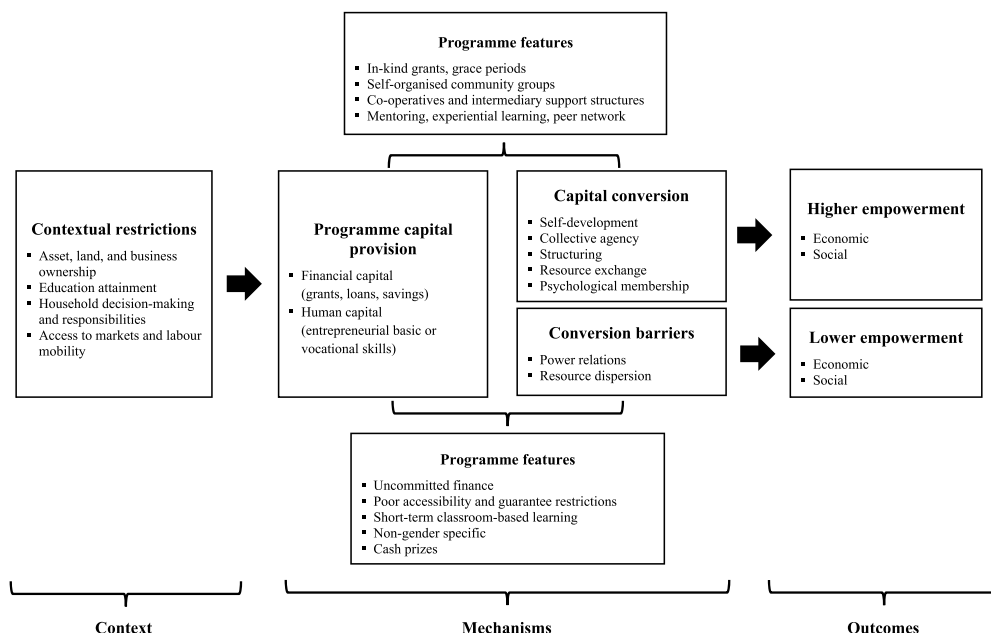 Programme features
▪ In-kind grants, grace periods
▪ Self-organised community groups
▪ Co-operatives and intermediary support structures
▪ Mentoring, experiential learning, peer network
Contextual restrictions
▪ Asset, land, and business
ownership
▪ Education attainment
▪ Household decision-making
and responsibilities
▪ Access to markets and labour
mobility
Programme capital
provision
▪ Financial capital
(grants, loans, savings)
▪ Human capital
(entrepreneurial basic or
vocational skills)
Capital conversion
▪ Self-development
▪ Collective agency
▪ Structuring
▪ Resource exchange
▪ Psychological membership
Conversion barriers
▪ Power relations
▪ Resource dispersion
Higher empowerment
▪ Economic
▪ Social
Lower empowerment
▪ Economic
▪ Social
Programme features
▪ Uncommitted finance
▪ Poor accessibility and guarantee restrictions
▪ Short-term classroom-based learning
▪ Non-gender specific
▪ Cash prizes
Context
Mechanisms
Outcomes